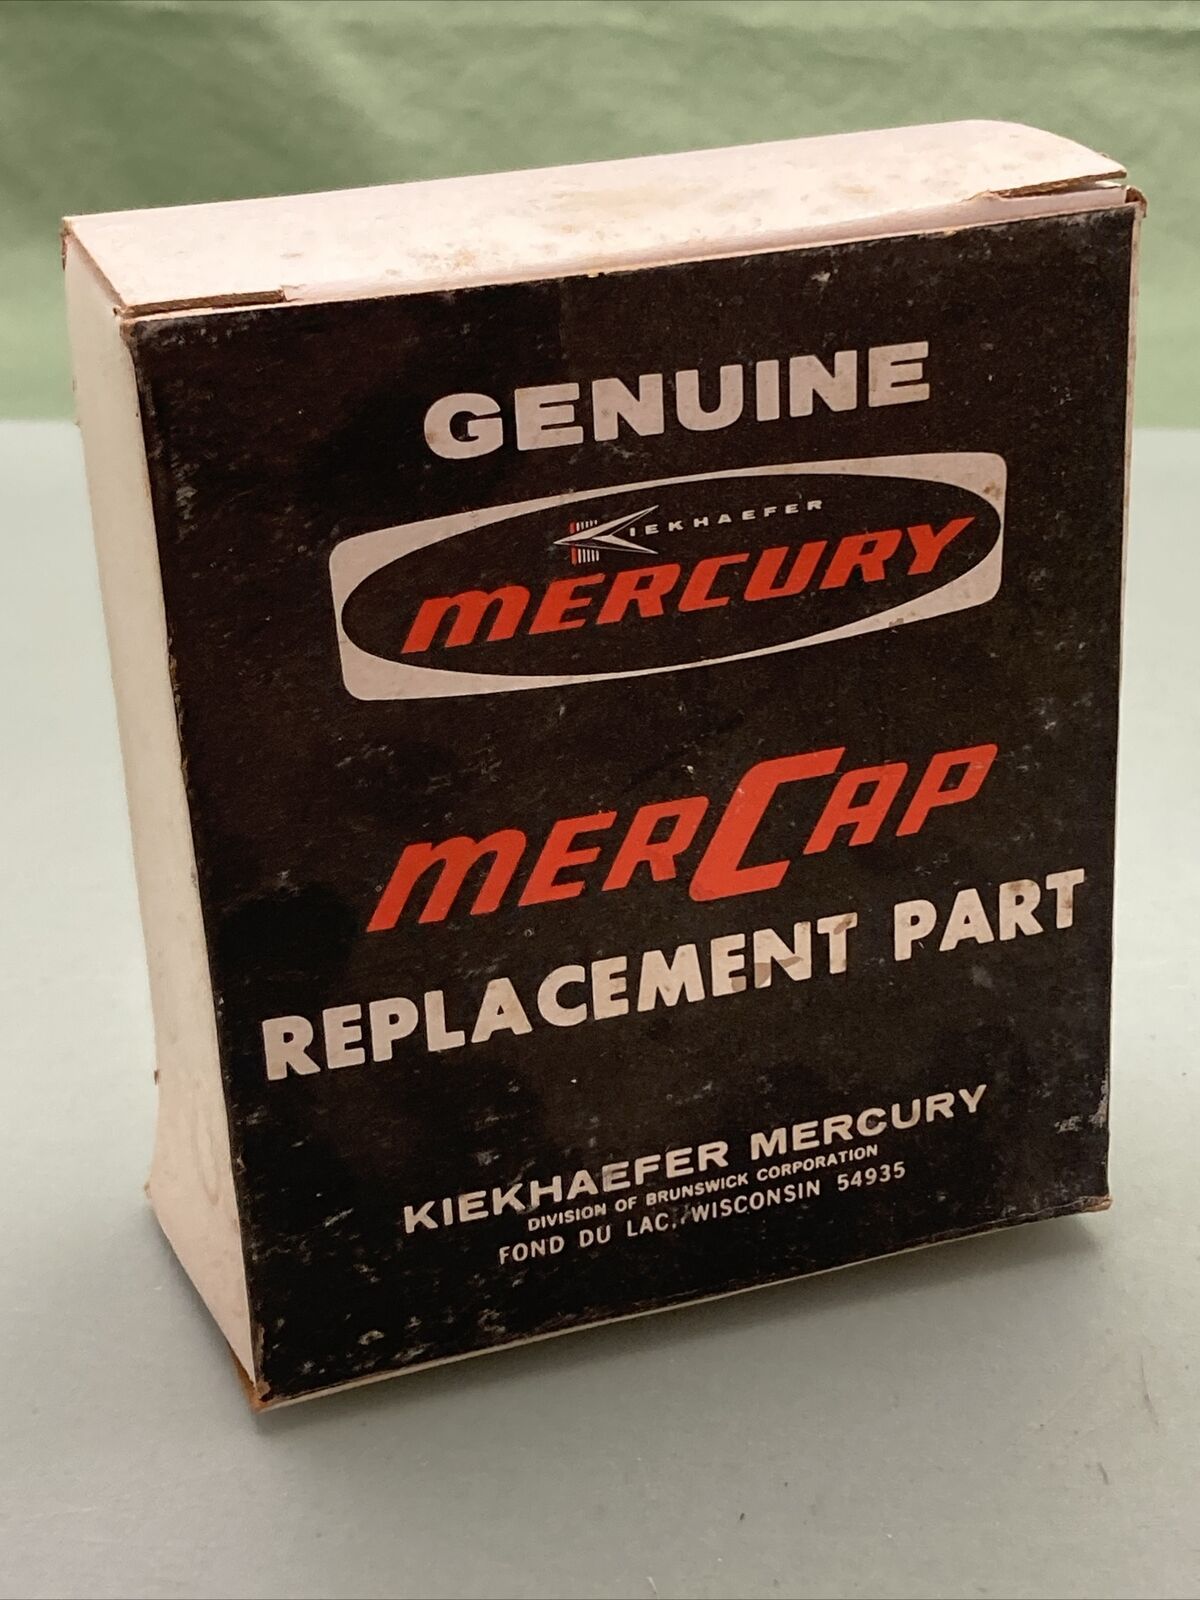 GENUINE
KIEKHAEFER
MERCURY
MERCAP
REPLACEMENT PART
KIEKHAEFER MERCURY
DIVISION OF BRUNSWICK CORPORATION
FOND DU LAC, WISCONSIN 54935